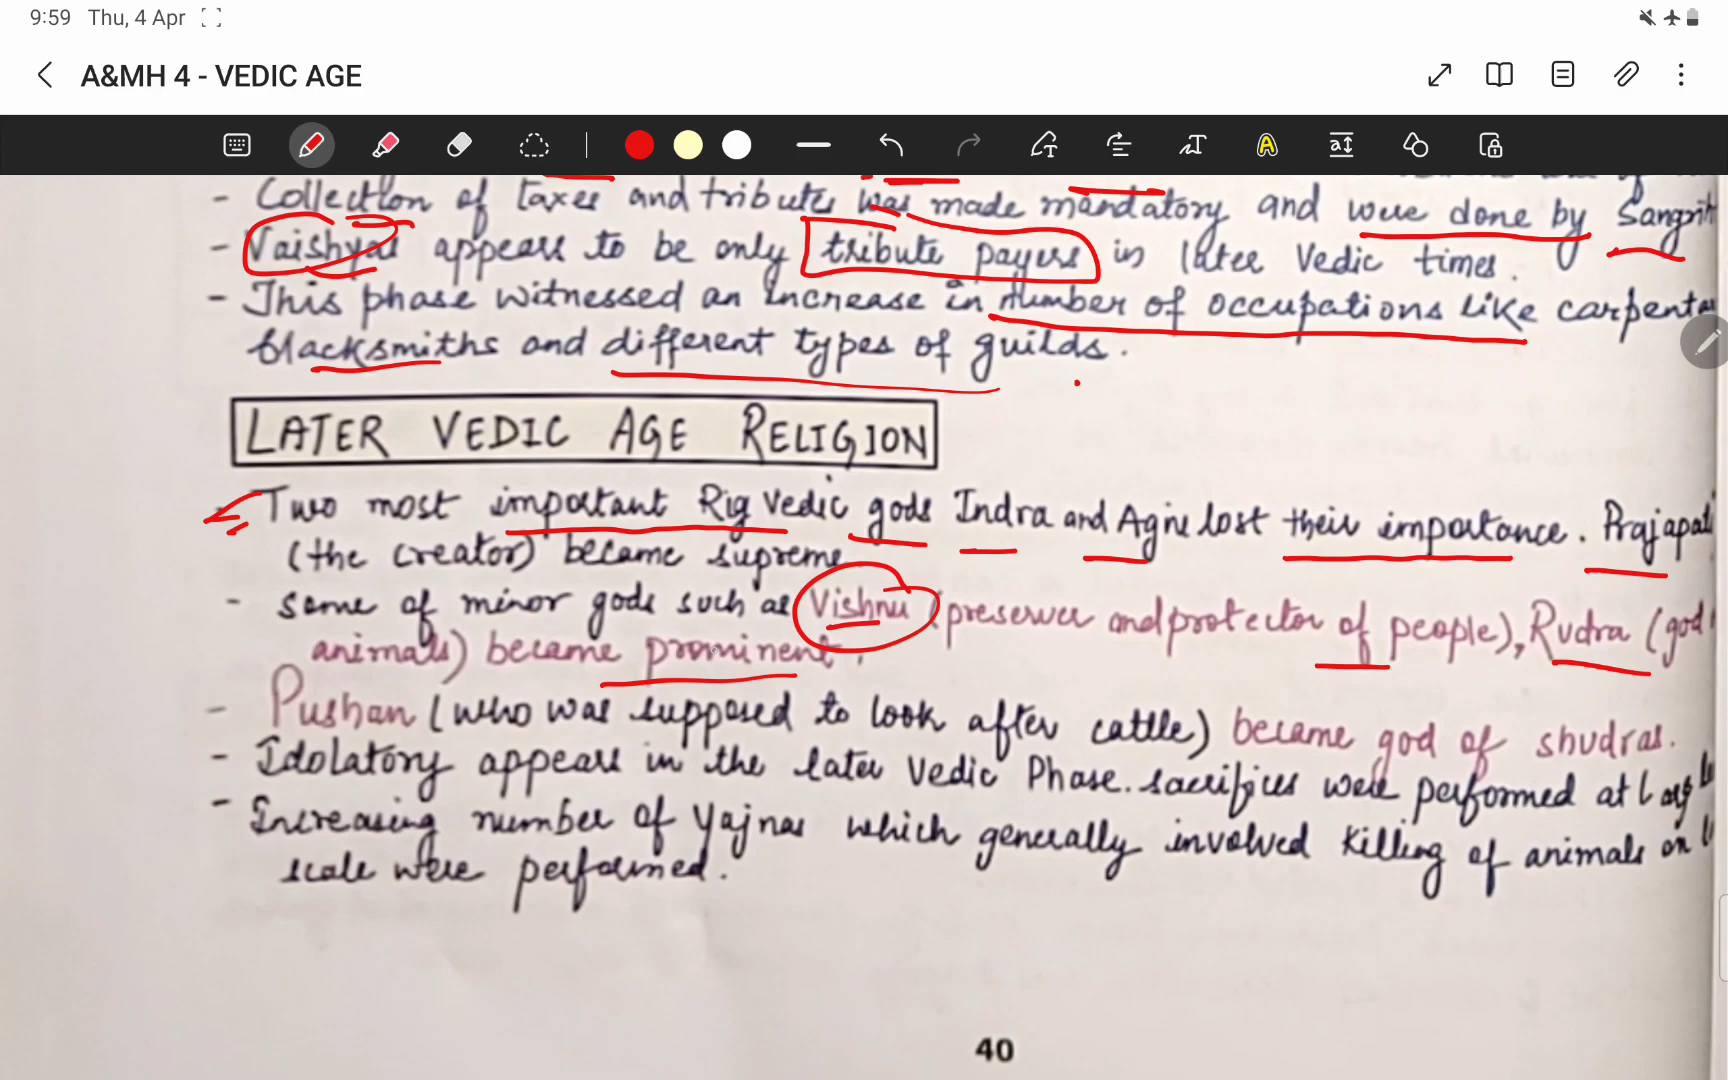 9:59 Thu, 4 Apr
A&MH 4 - VEDIC AGE
- Collection of taxes and tributes was made mandatory and were done by Sangrih
- Vaishyas appears to be only tribute payers in later Vedic times.
- This phase witnessed an increase in number of occupations like carpenter
blacksmiths and different types of guilds.
LATER VEDIC AGE RELIGION
- Two most important Rig Vedic gods Indra and Agni lost their importance. Prajapati
(the creator) became supreme
- some of minor gods such as Vishnu (preserver and protector of people), Rudra (god
animals) became prominent.
- Pushan (who was supposed to look after cattle) became god of shudras.
- Idolatory appears in the later Vedic Phase. sacrifices were performed at
- Increasing number of Yajnas which generally involved killing of animals on
scale were performed.
40